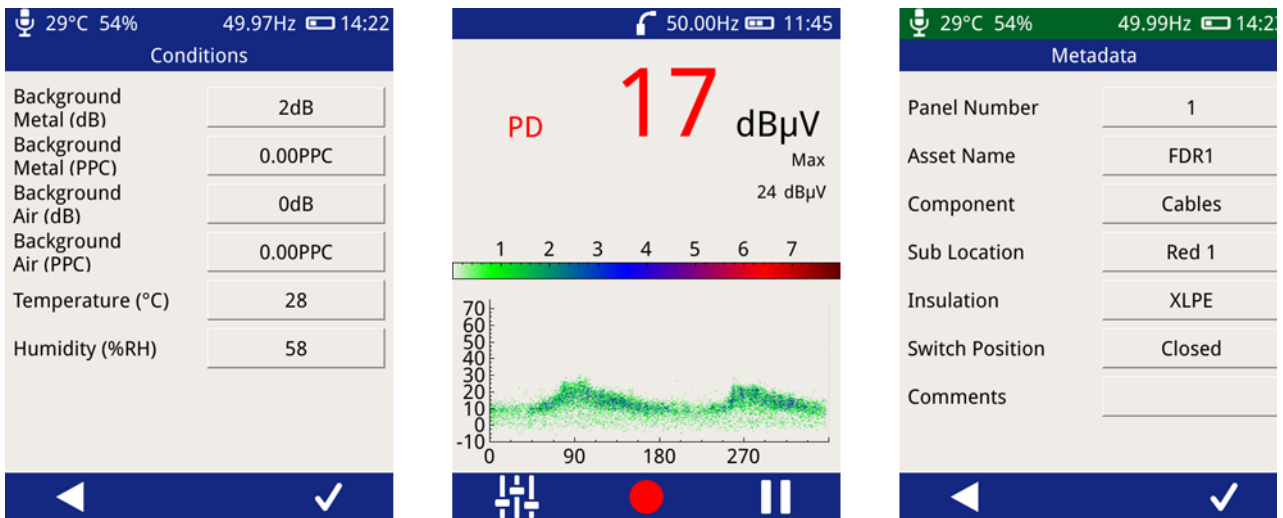 29°C 54% 49.97Hz 14:22
Conditions
Background
Metal (dB)
2dB
Background
Metal (PPC)
0.00PPC
Background
Air (dB)
0dB
Background
Air (PPC)
0.00PPC
Temperature (°C) 28
Humidity (%RH) 58
50.00Hz 11:45
PD 17 dBµV
Max
24 dBµV
1 2 3 4 5 6 7
70
60
50
40
30
20
10
0
-10
0 90 180 270
29°C 54% 49.99Hz 14:23
Metadata
Panel Number 1
Asset Name FDR1
Component Cables
Sub Location Red 1
Insulation XLPE
Switch Position Closed
Comments